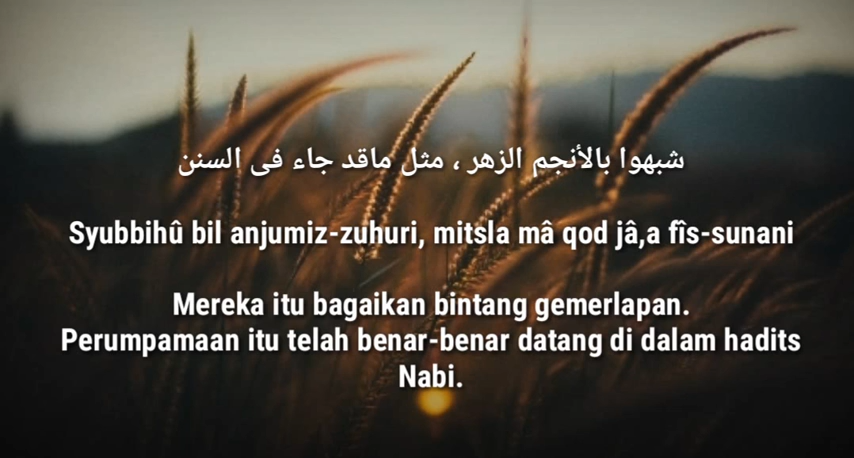 شبهوا بالأنجم الزهر ، مثل ماقد جاء فى السنن
Syubbihû bil anjumiz-zuhuri, mitsla mâ qod jâ,a fîs-sunani
Mereka itu bagaikan bintang gemerlapan.
Perumpamaan itu telah benar-benar datang di dalam hadits
Nabi.